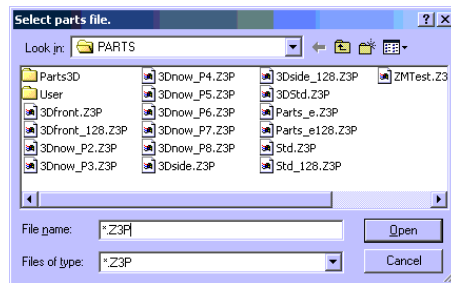 Select parts file.
Look in: PARTS
Parts3D
User
3Dfront.Z3P
3Dfront_128.Z3P
3Dnow_P2.Z3P
3Dnow_P3.Z3P
3Dnow_P4.Z3P
3Dnow_P5.Z3P
3Dnow_P6.Z3P
3Dnow_P7.Z3P
3Dnow_P8.Z3P
3Dside.Z3P
3Dside_128.Z3P
3DStd.Z3P
Parts_e.Z3P
Parts_e128.Z3P
Std.Z3P
Std_128.Z3P
ZMTest.Z3
File name: *.Z3P
Open
Files of type: *.Z3P
Cancel